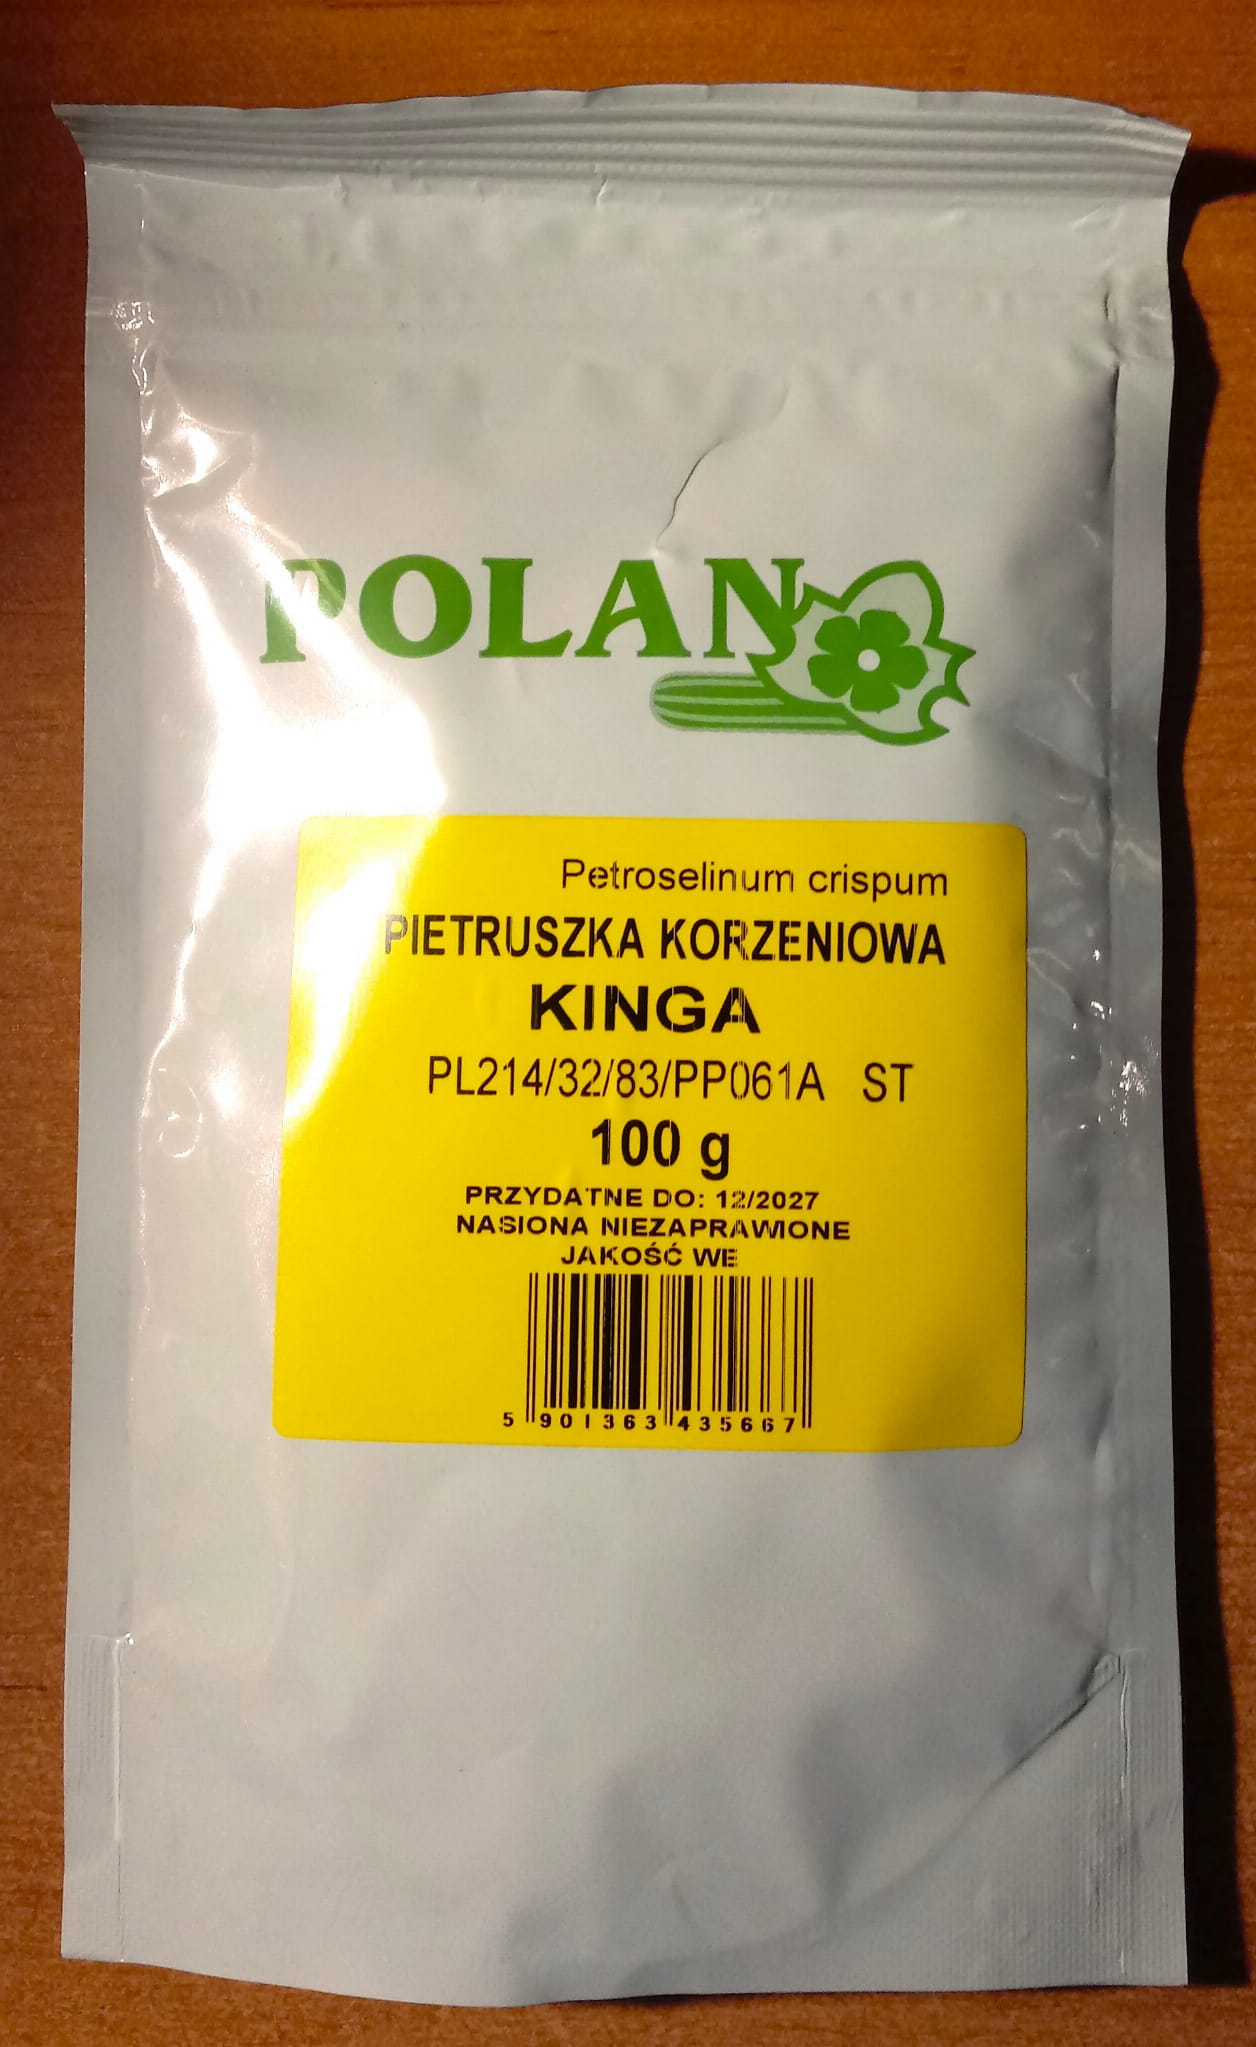 POLAN
Petroselinum crispum
PIETRUSZKA KORZENIOWA
KINGA
PL214/32/83/PP061A ST
100 g
PRZYDATNE DO: 12/2027
NASIONA NIEZAPRAWIONE
JAKOŚĆ WE
5 901363 435667